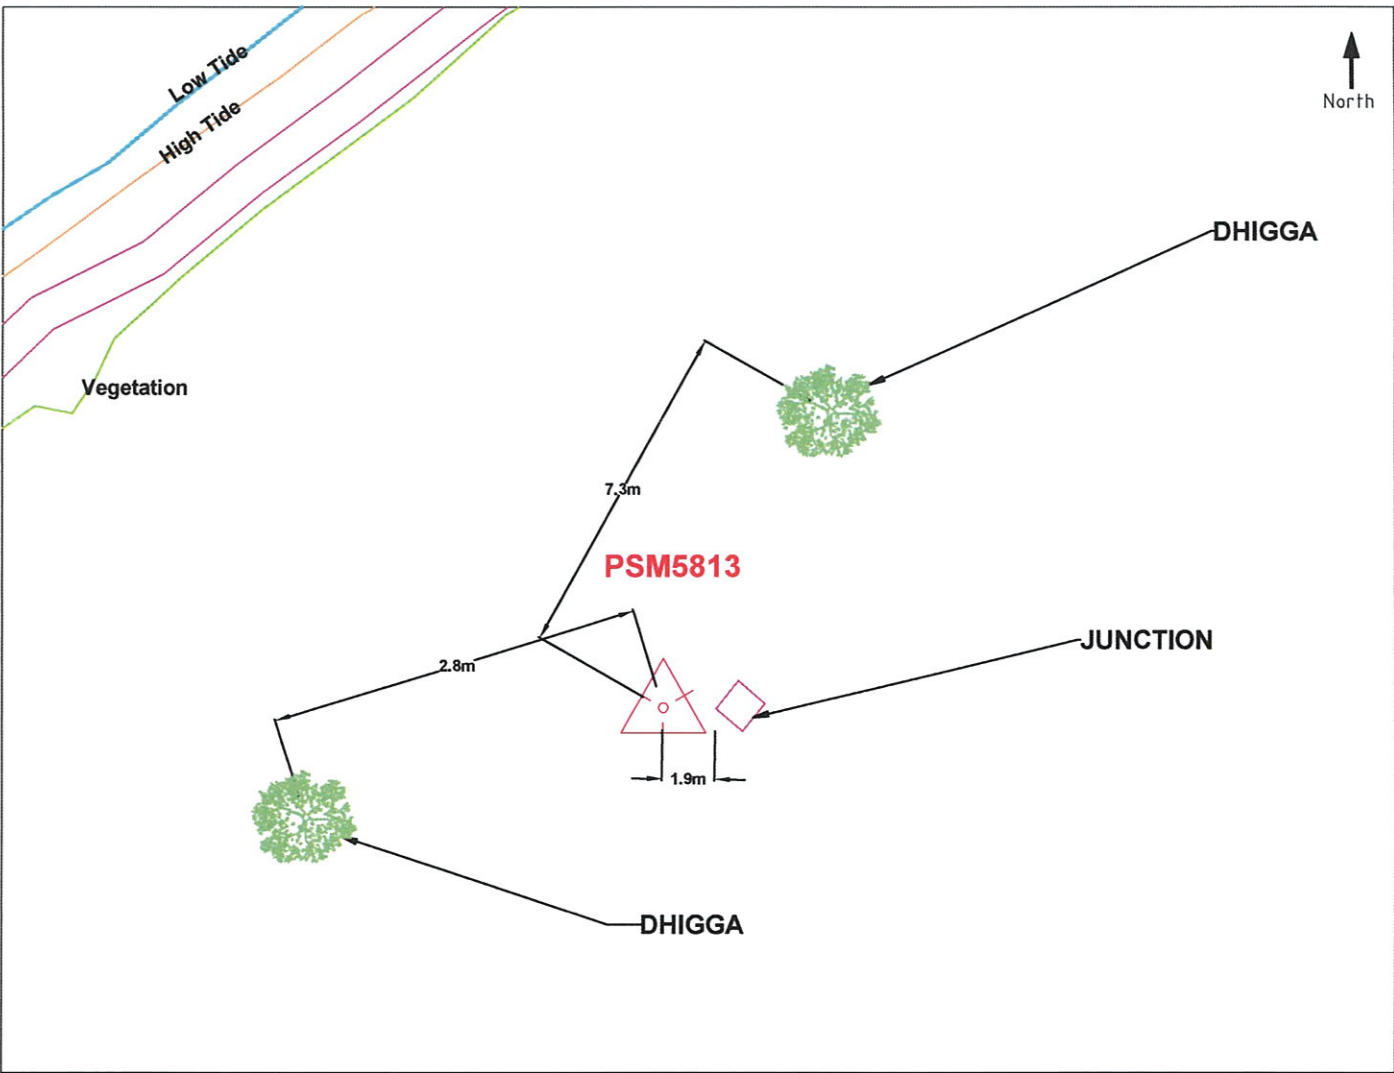 Low Tide
High Tide
North
DHIGGA
Vegetation
7.3m
PSM5813
JUNCTION
2.8m
1.9m
DHIGGA